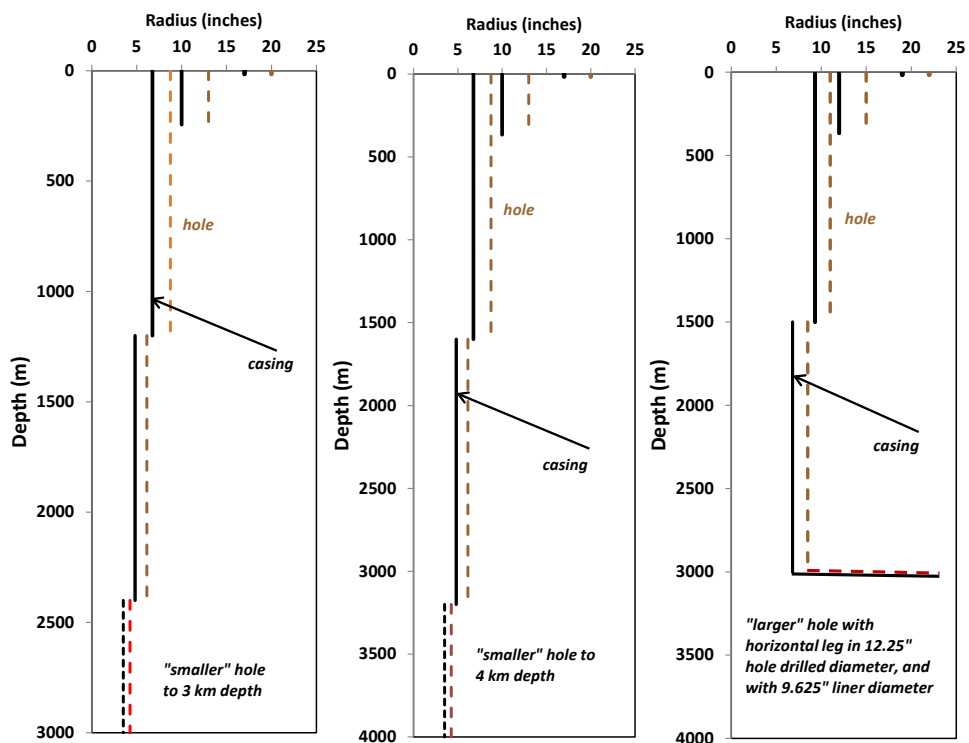 Radius (inches)
0 5 10 15 20 25
0
500
1000
1500
2000
2500
3000
Depth (m)
hole
casing
"smaller" hole
to 3 km depth
Radius (inches)
0 5 10 15 20 25
0
500
1000
1500
2000
2500
3000
3500
4000
Depth (m)
hole
casing
"smaller" hole to
4 km depth
Radius (inches)
0 5 10 15 20 25
0
500
1000
1500
2000
2500
3000
3500
4000
Depth (m)
hole
casing
"larger" hole with
horizontal leg in 12.25"
hole drilled diameter, and
with 9.625" liner diameter